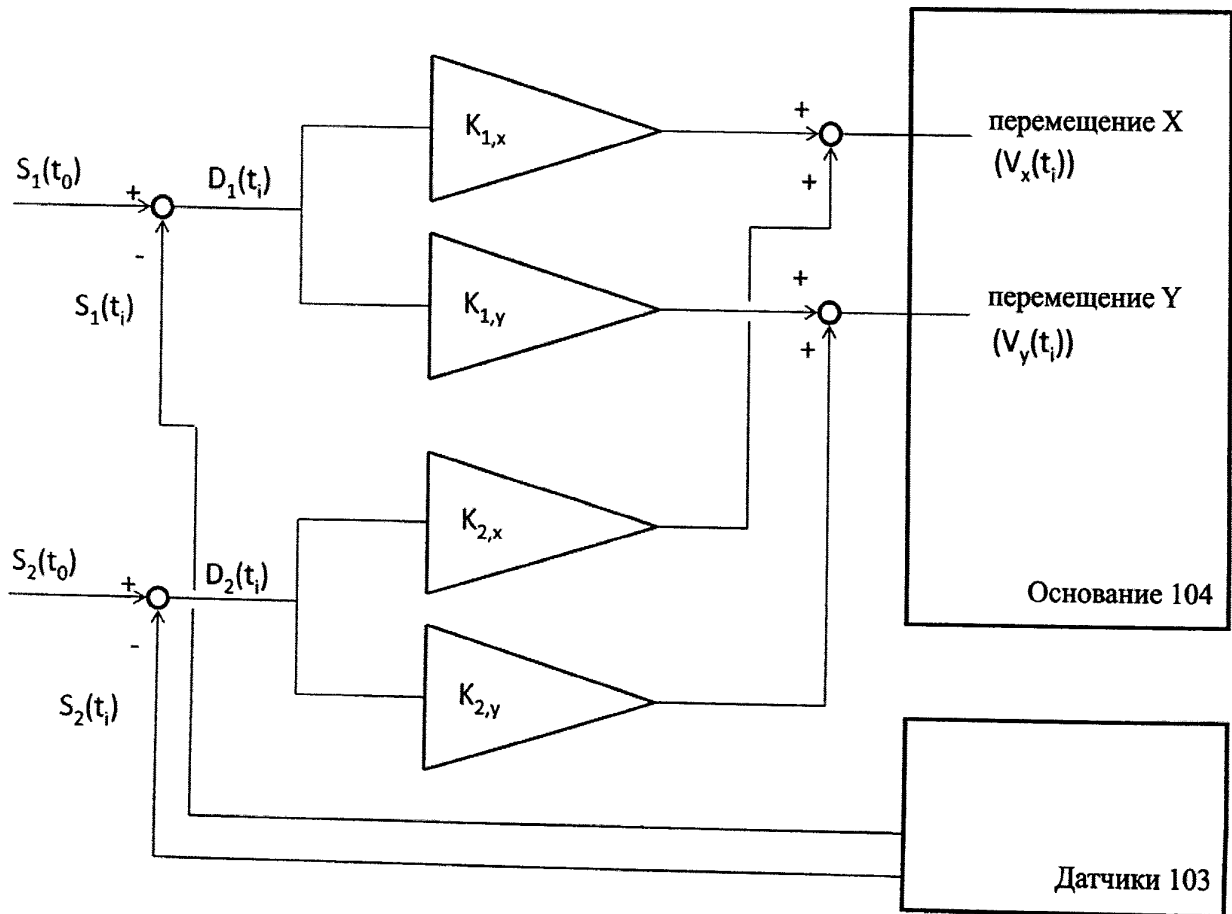 S₁(t₀)
+
-
S₁(tᵢ)
D₁(tᵢ)
K₁,ₓ
K₁,ᵧ
+
+
перемещение X
(Vₓ(tᵢ))
+
+
перемещение Y
(Vᵧ(tᵢ))
S₂(t₀)
+
-
S₂(tᵢ)
D₂(tᵢ)
K₂,ₓ
K₂,ᵧ
Основание 104
Датчики 103